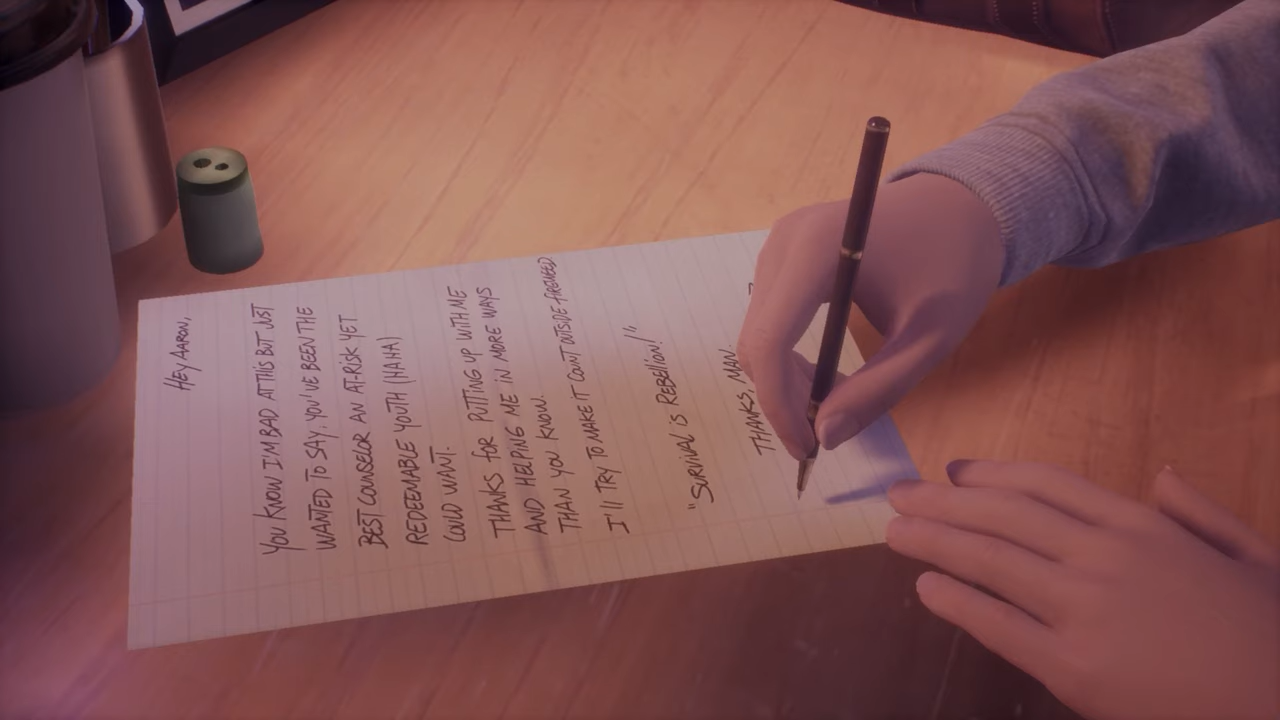 Hey Aaron,
You know I'm bad at this but just
wanted to say, you've been the
best counselor an at-risk yet
redeemable youth (haha)
could want.
Thanks for putting up with me
and helping me in more ways
than you know.
I'll try to make it count outside Fireweed
"Survival is Rebellion!"
Thanks, man